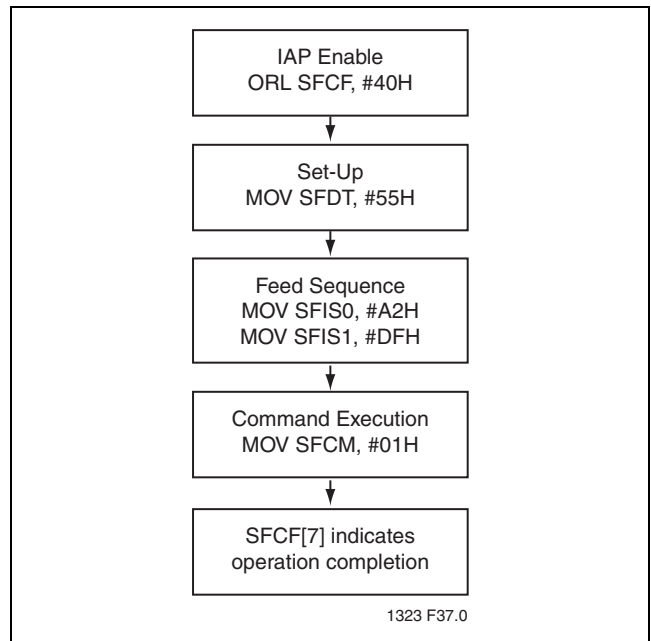 IAP Enable
ORL SFCF, #40H
Set-Up
MOV SFDT, #55H
Feed Sequence
MOV SFIS0, #A2H
MOV SFIS1, #DFH
Command Execution
MOV SFCM, #01H
SFCF[7] indicates
operation completion
1323 F37.0